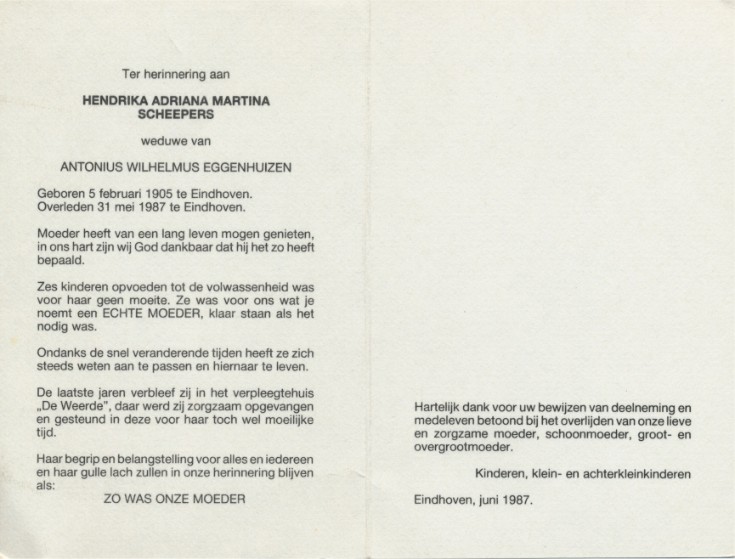 Ter herinnering aan
HENDRIKA ADRIANA MARTINA
SCHEEPERS
weduwe van
ANTONIUS WILHELMUS EGGENHUIZEN
Geboren 5 februari 1905 te Eindhoven.
Overleden 31 mei 1987 te Eindhoven.
Moeder heeft van een lang leven mogen genieten,
in ons hart zijn wij God dankbaar dat hij het zo heeft
bepaald.
Zes kinderen opvoeden tot de volwassenheid was
voor haar geen moeite. Ze was voor ons wat je
noemt een ECHTE MOEDER, klaar staan als het
nodig was.
Ondanks de snel veranderende tijden heeft ze zich
steeds weten aan te passen en hiernaar te leven.
De laatste jaren verbleef zij in het verpleegtehuis
„De Weerde", daar werd zij zorgzaam opgevangen
en gesteund in deze voor haar toch wel moeilijke
tijd.
Haar begrip en belangstelling voor alles en iedereen
en haar gulle lach zullen in onze herinnering blijven
als:
ZO WAS ONZE MOEDER
Hartelijk dank voor uw bewijzen van deelneming en
medeleven betoond bij het overlijden van onze lieve
en zorgzame moeder, schoonmoeder, groot- en
overgrootmoeder.
Kinderen, klein- en achterkleinkinderen
Eindhoven, juni 1987.